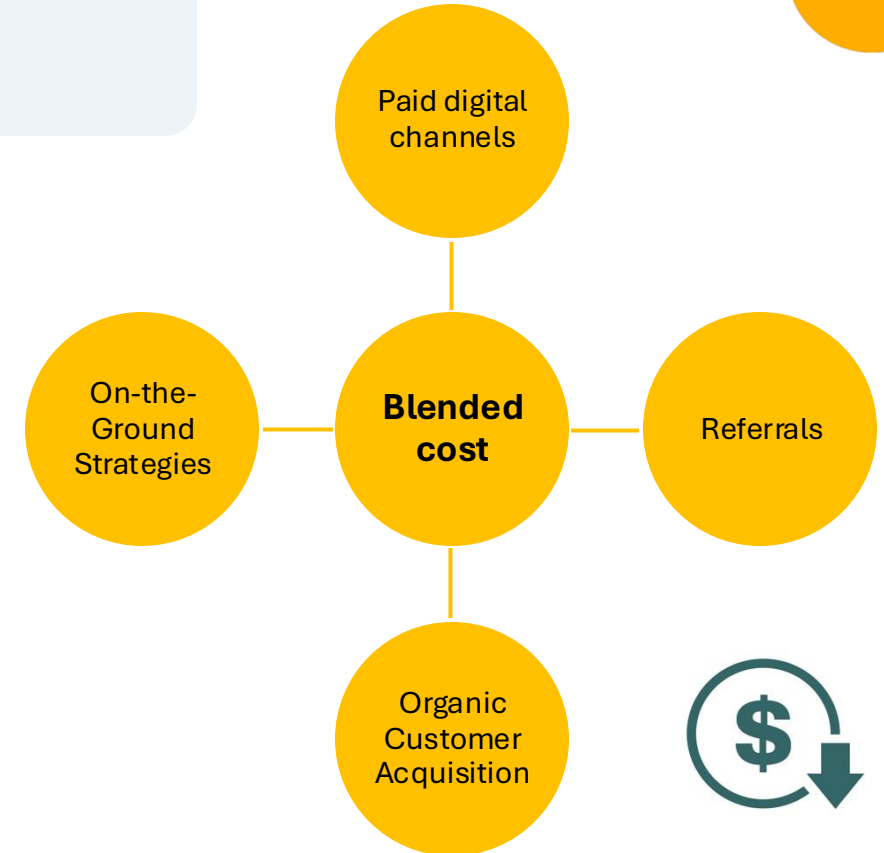 Paid digital
channels
On-the-
Ground
Strategies
Blended
cost
Referrals
Organic
Customer
Acquisition
$